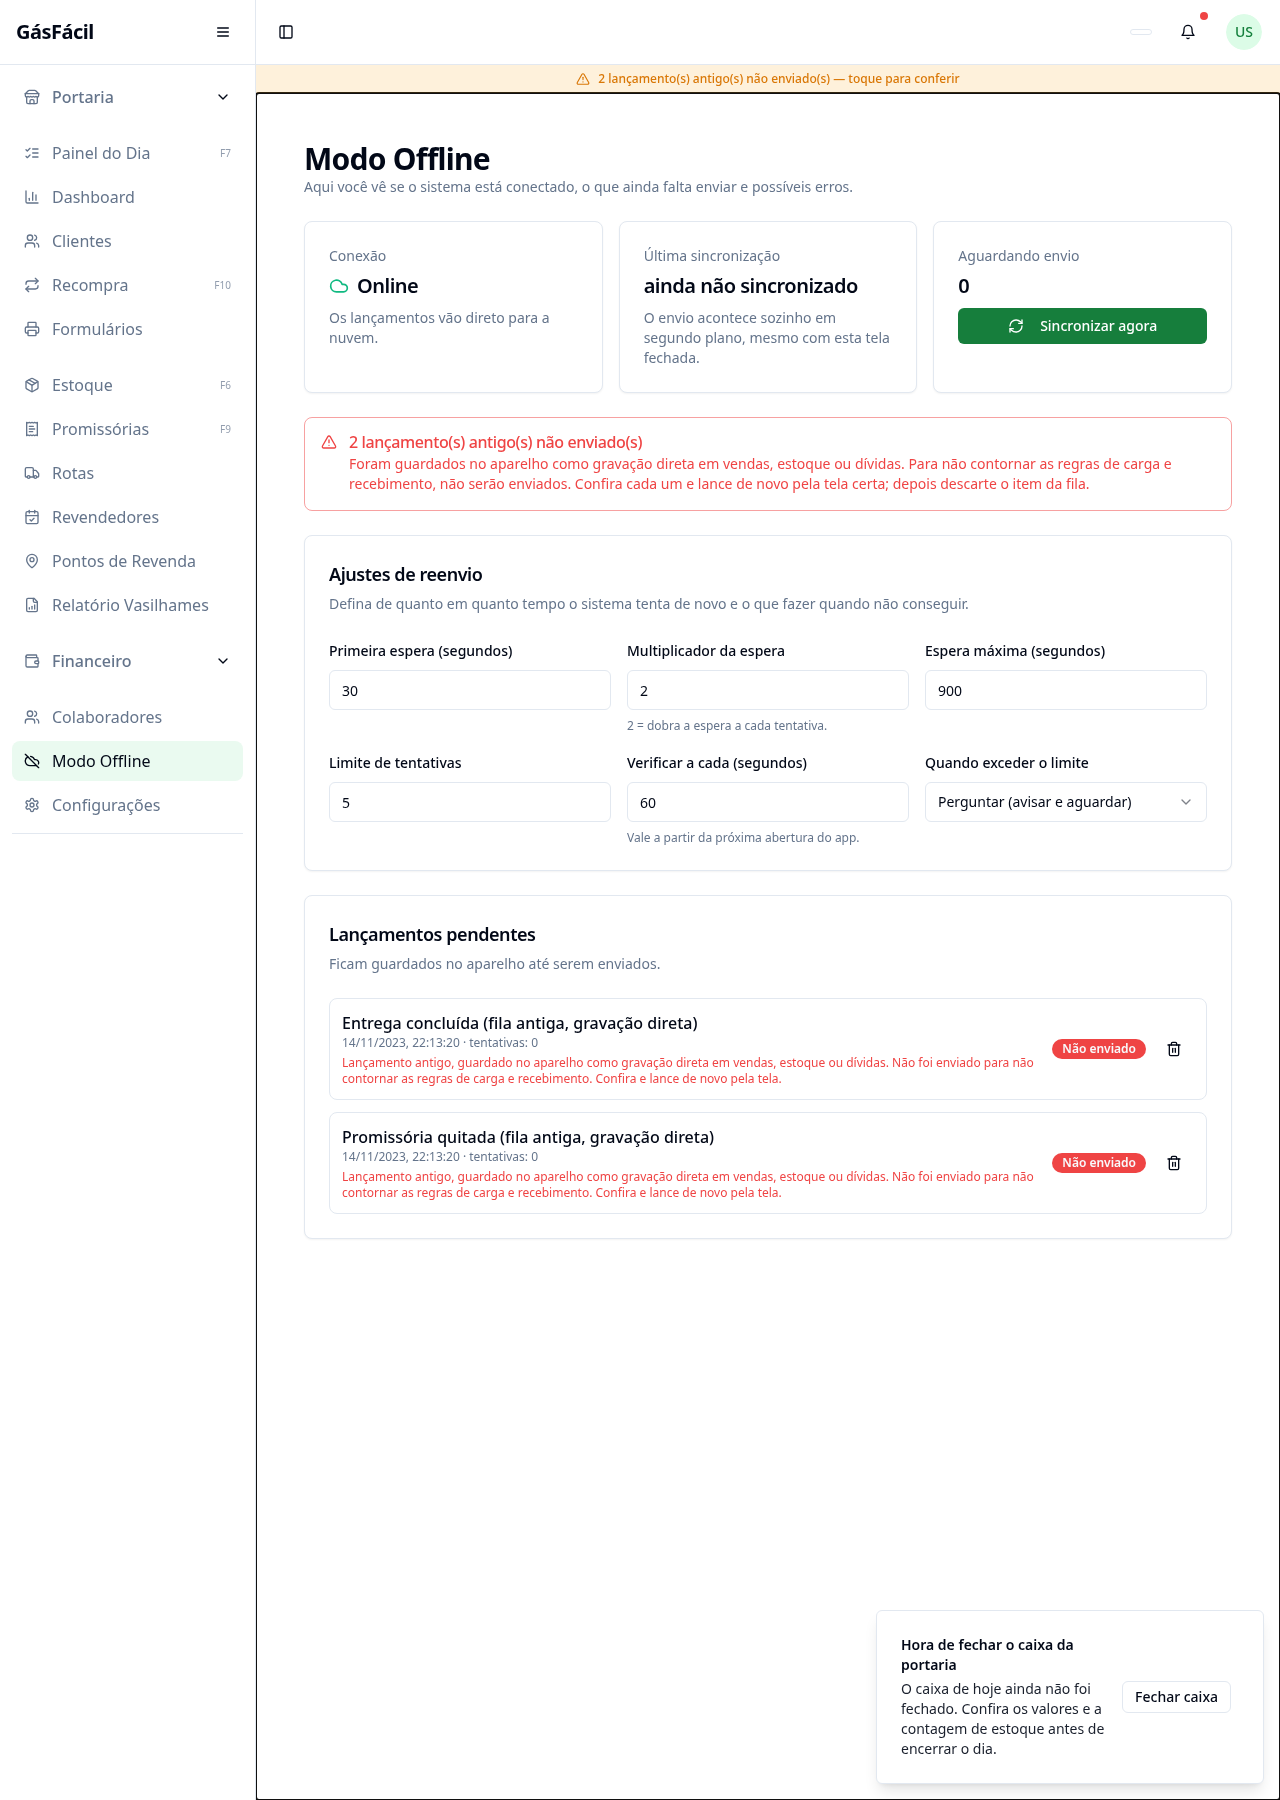 GásFácil
US
2 lançamento(s) antigo(s) não enviado(s) — toque para conferir
Portaria
Painel do Dia F7
Dashboard
Clientes
Recompra F10
Formulários
Estoque F6
Promissórias F9
Rotas
Revendedores
Pontos de Revenda
Relatório Vasilhames
Financeiro
Colaboradores
Modo Offline
Configurações
Modo Offline
Aqui você vê se o sistema está conectado, o que ainda falta enviar e possíveis erros.
Conexão
Online
Os lançamentos vão direto para a
nuvem.
Última sincronização
ainda não sincronizado
O envio acontece sozinho em
segundo plano, mesmo com esta tela
fechada.
Aguardando envio
0
Sincronizar agora
2 lançamento(s) antigo(s) não enviado(s)
Foram guardados no aparelho como gravação direta em vendas, estoque ou dívidas. Para não contornar as regras de carga e
recebimento, não serão enviados. Confira cada um e lance de novo pela tela certa; depois descarte o item da fila.
Ajustes de reenvio
Defina de quanto em quanto tempo o sistema tenta de novo e o que fazer quando não conseguir.
Primeira espera (segundos)
30
Multiplicador da espera
2
2 = dobra a espera a cada tentativa.
Espera máxima (segundos)
900
Limite de tentativas
5
Verificar a cada (segundos)
60
Vale a partir da próxima abertura do app.
Quando exceder o limite
Perguntar (avisar e aguardar)
Lançamentos pendentes
Ficam guardados no aparelho até serem enviados.
Entrega concluída (fila antiga, gravação direta)
14/11/2023, 22:13:20 · tentativas: 0
Lançamento antigo, guardado no aparelho como gravação direta em vendas, estoque ou dívidas. Não foi enviado para não
contornar as regras de carga e recebimento. Confira e lance de novo pela tela.
Não enviado
Promissória quitada (fila antiga, gravação direta)
14/11/2023, 22:13:20 · tentativas: 0
Lançamento antigo, guardado no aparelho como gravação direta em vendas, estoque ou dívidas. Não foi enviado para não
contornar as regras de carga e recebimento. Confira e lance de novo pela tela.
Não enviado
Hora de fechar o caixa da
portaria
O caixa de hoje ainda não foi
fechado. Confira os valores e a
contagem de estoque antes de
encerrar o dia.
Fechar caixa